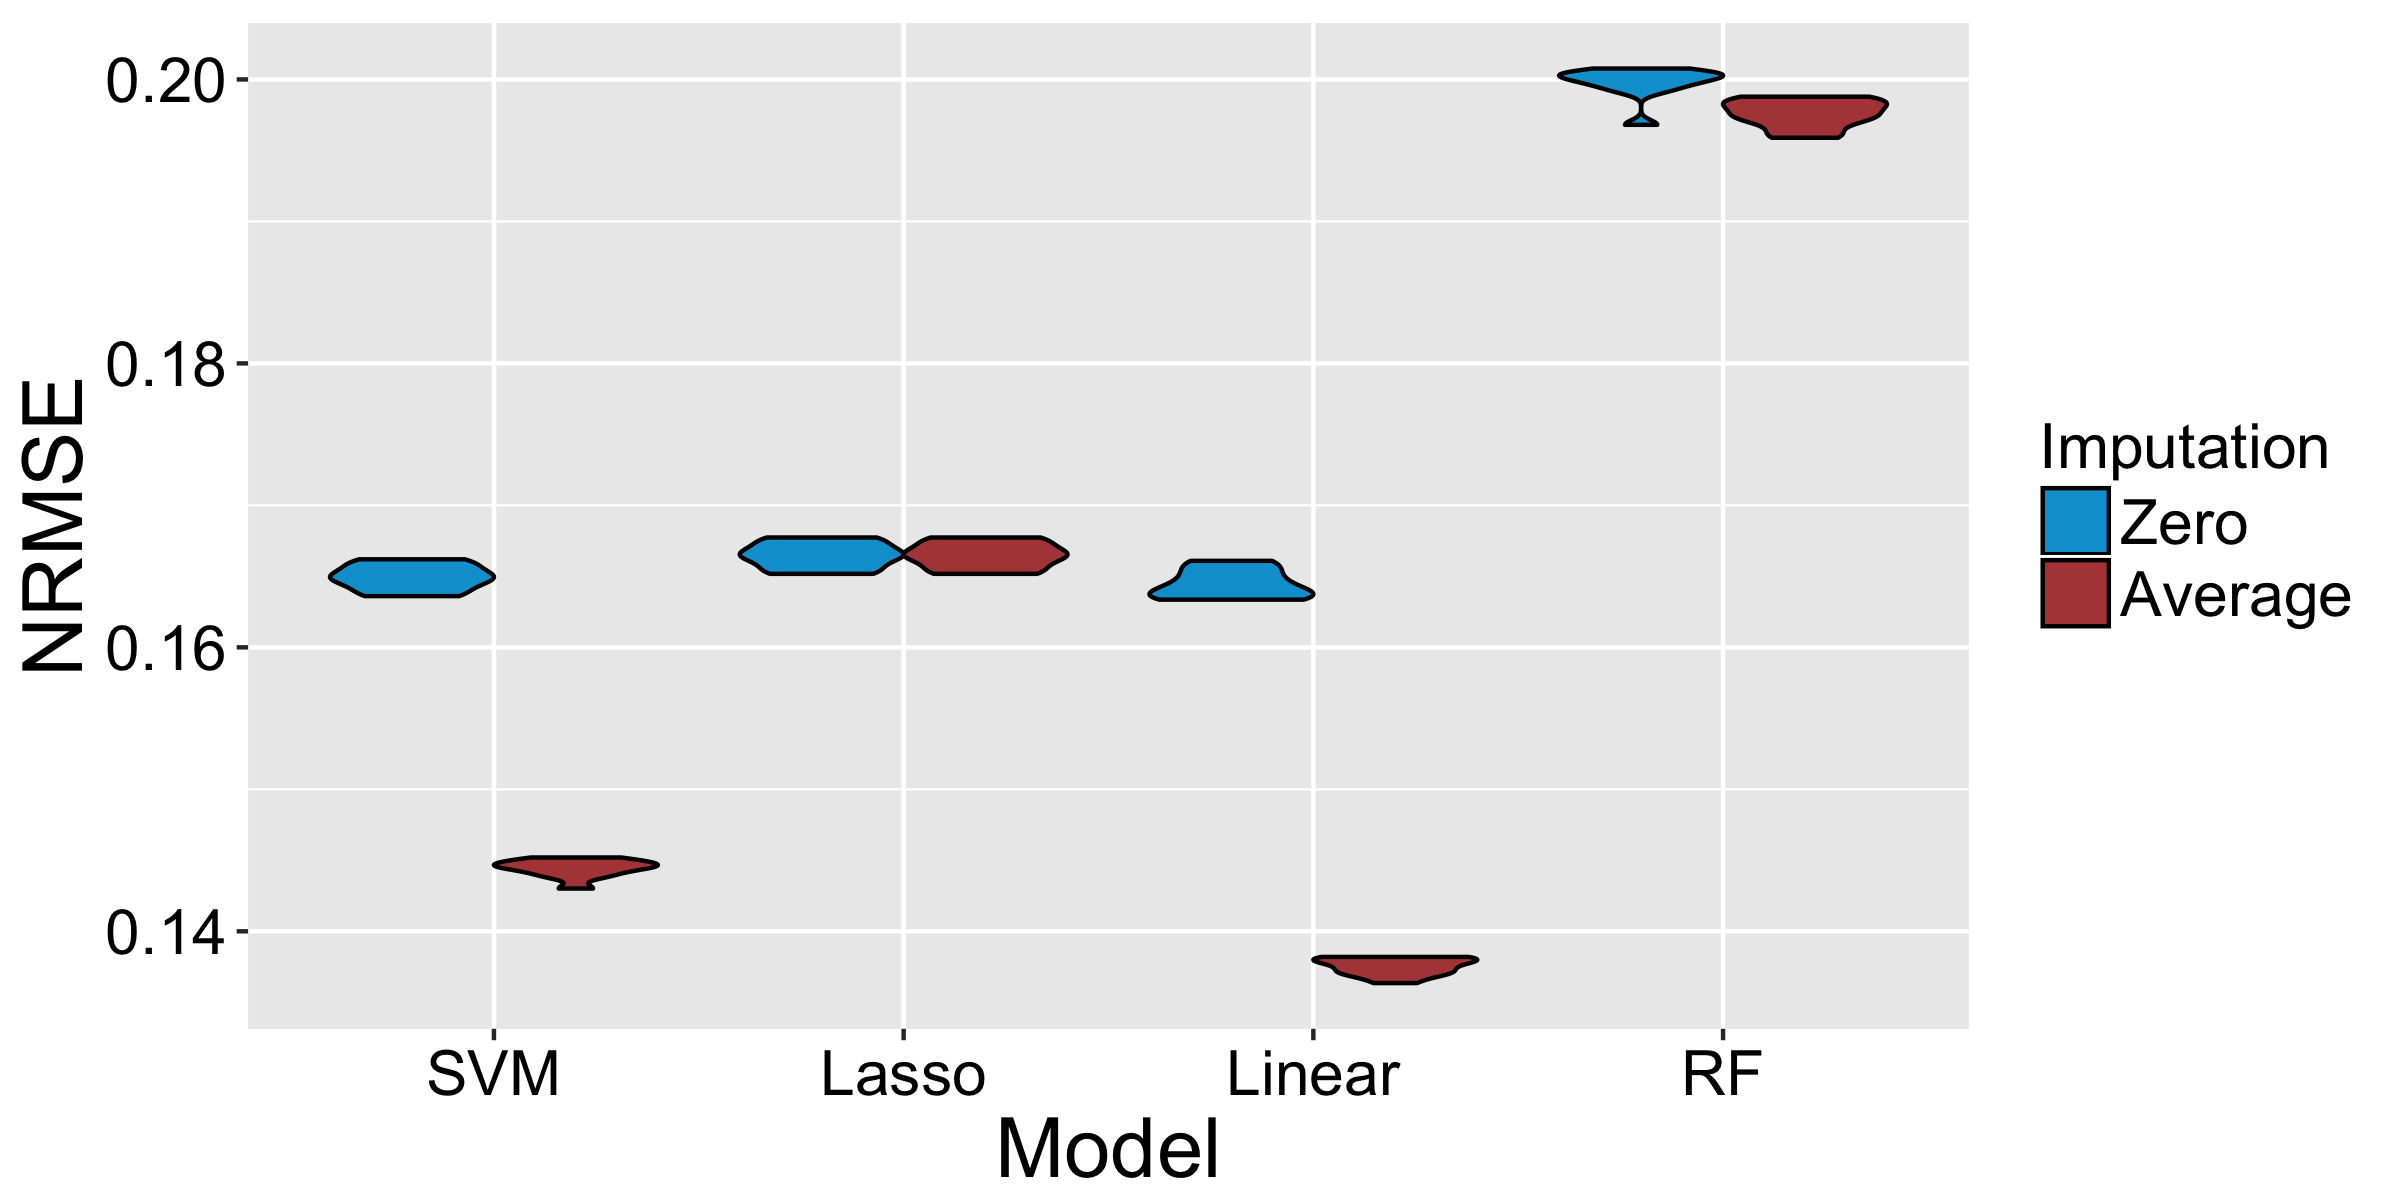 NRMSE
0.20
0.18
0.16
0.14
SVM Lasso Linear RF
Model
Imputation
Zero
Average